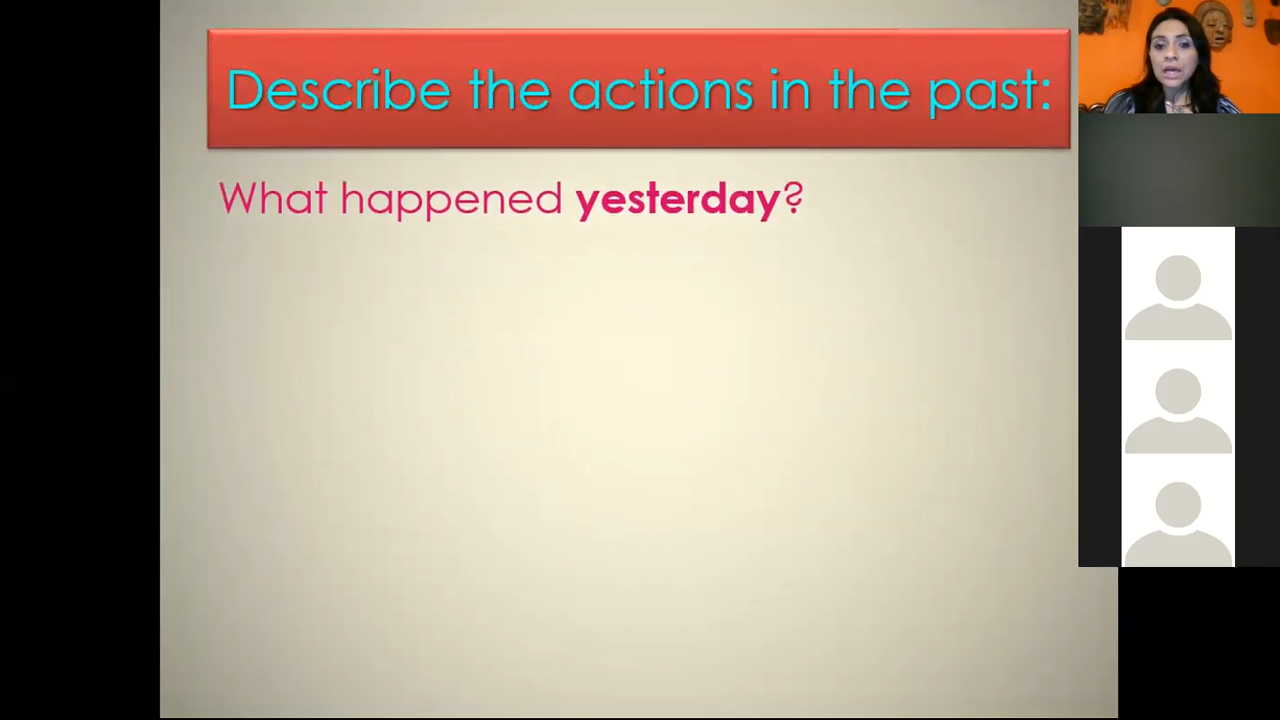 Describe the actions in the past:
What happened yesterday?